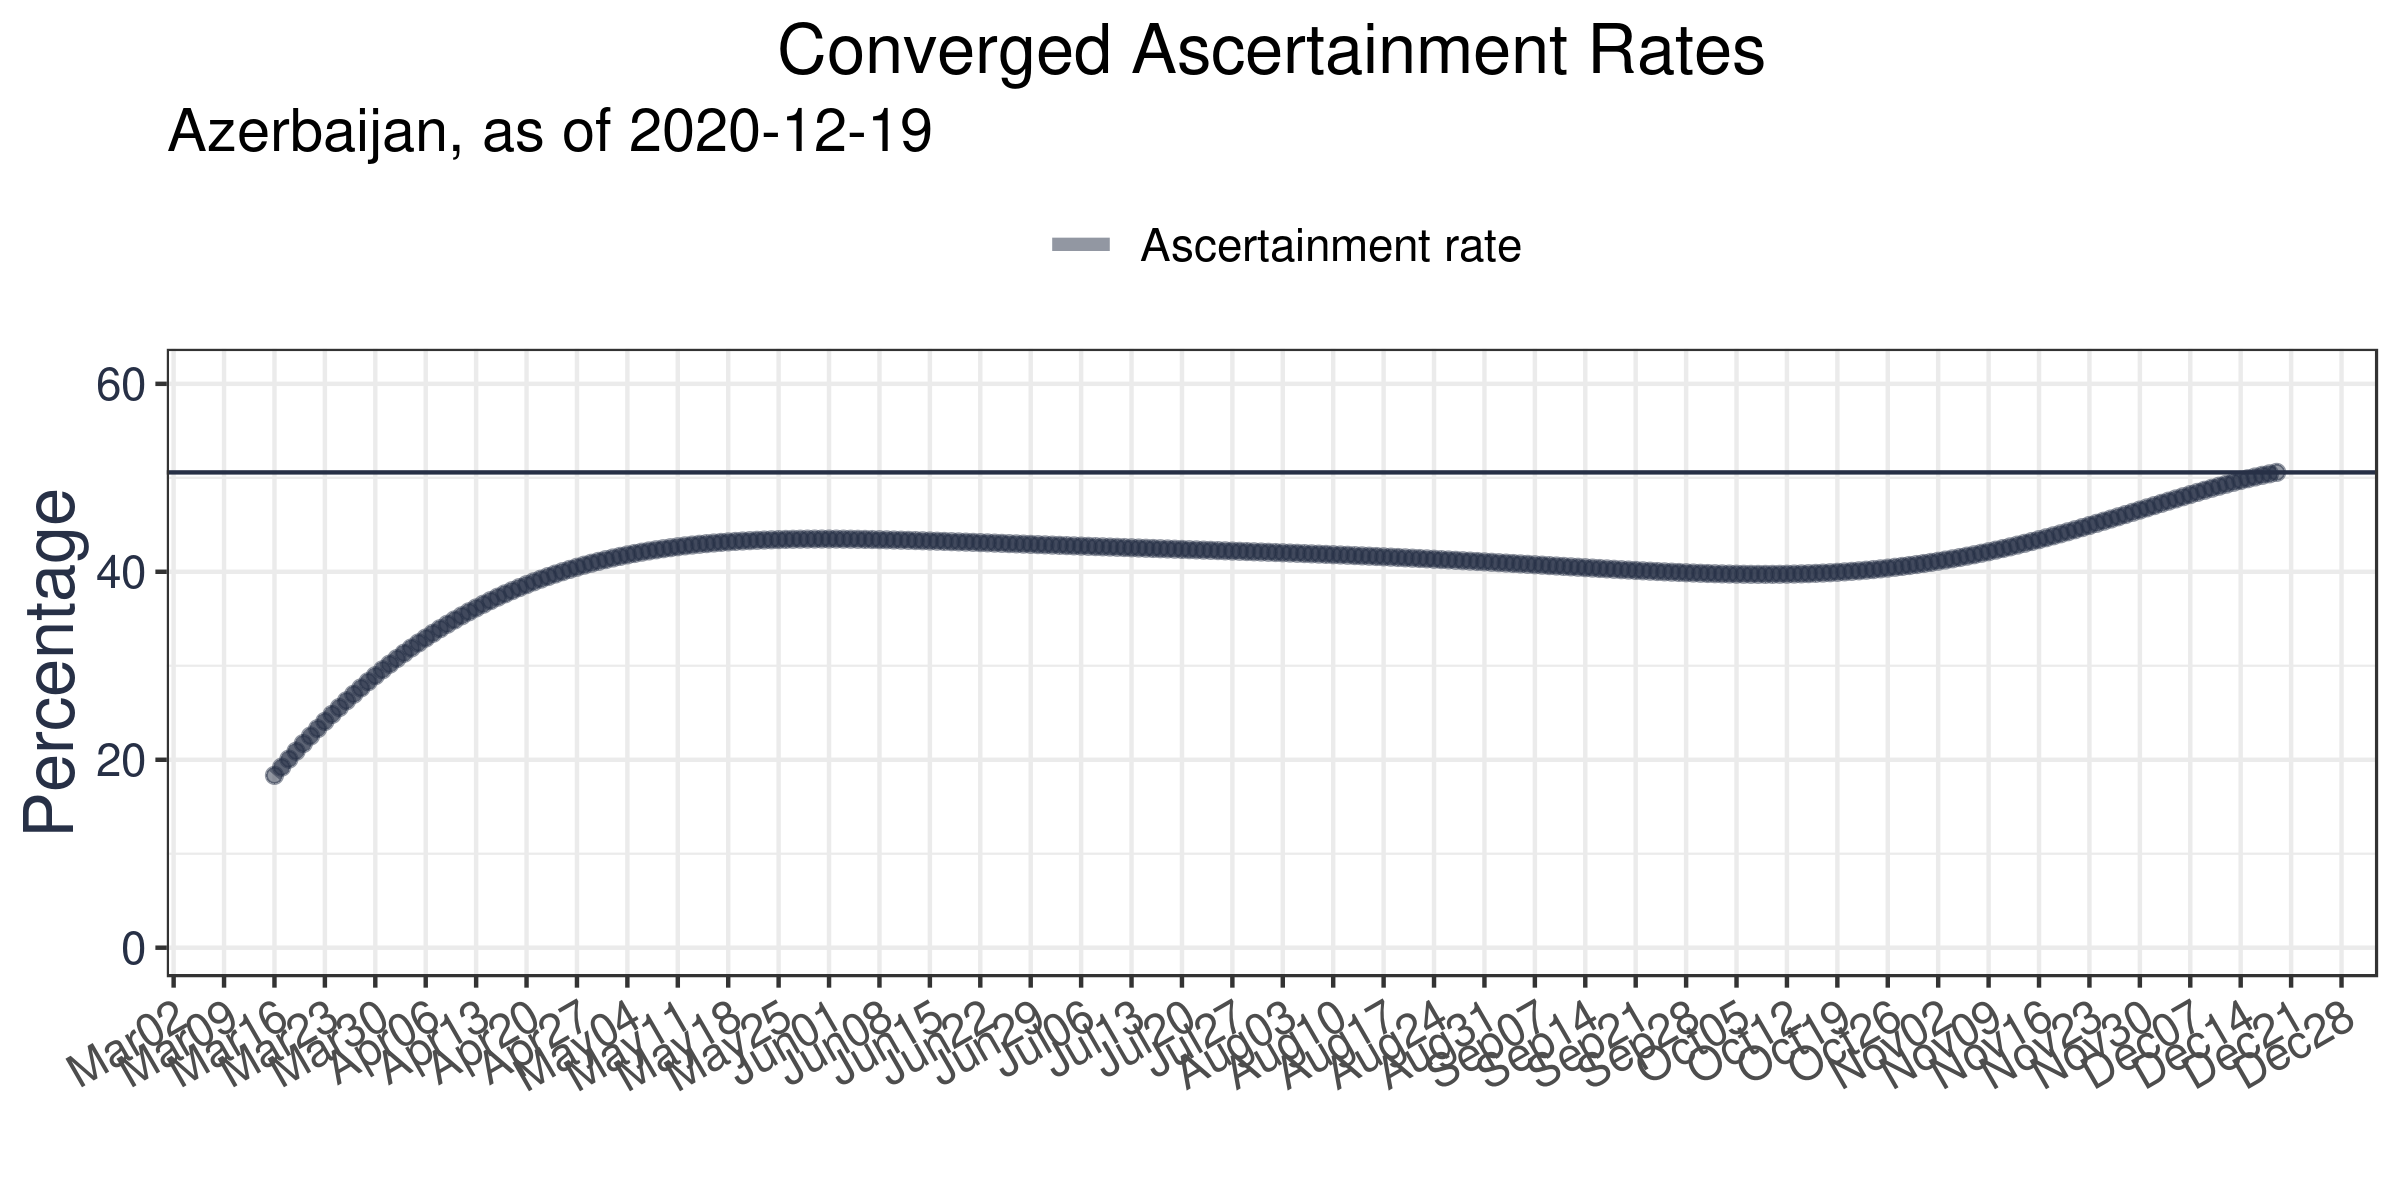 Converged Ascertainment Rates
Azerbaijan, as of 2020-12-19
Ascertainment rate
Percentage
60
40
20
0
Mar02 Mar09 Mar16 Mar23 Mar30 Apr06 Apr13 Apr20 Apr27 May04 May11 May18 May25 Jun01 Jun08 Jun15 Jun22 Jun29 Jul06 Jul13 Jul20 Jul27 Aug03 Aug10 Aug17 Aug24 Aug31 Sep07 Sep14 Sep21 Sep28 Oct05 Oct12 Oct19 Oct26 Nov02 Nov09 Nov16 Nov23 Nov30 Dec07 Dec14 Dec21 Dec28